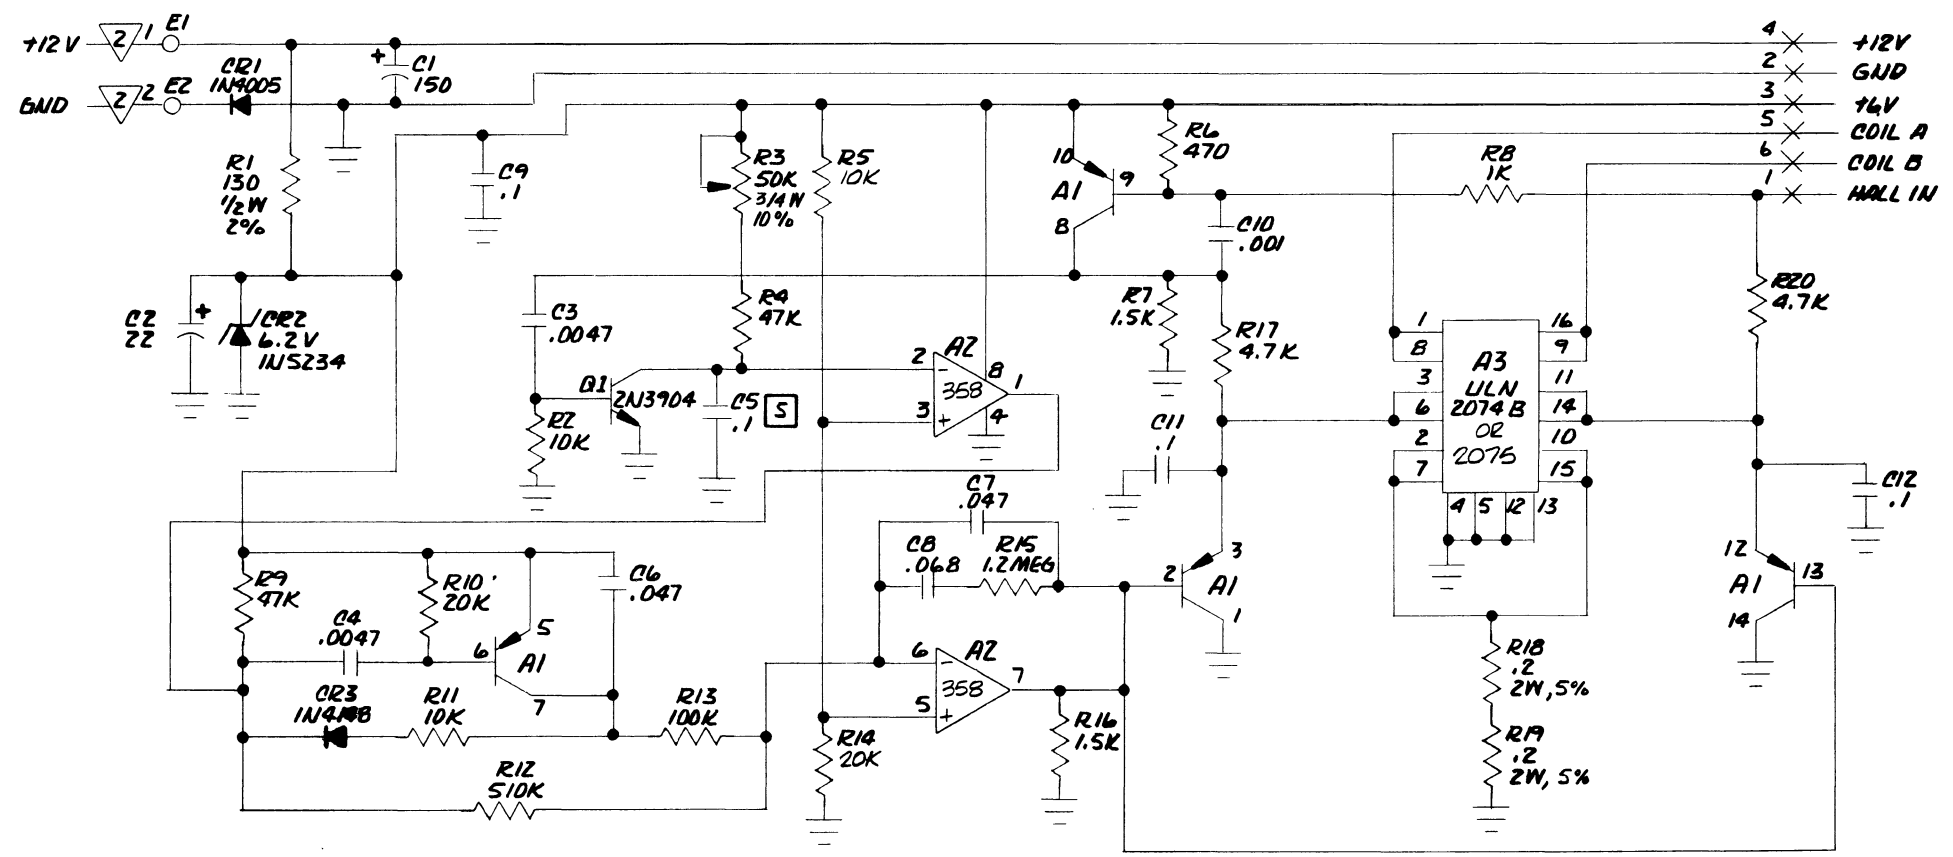 +12V 2 1 E1
GND 2 2 E2
CR1
1N4005
+ C1
150
4 +12V
2 GND
3 +6V
5 COIL A
6 COIL B
1 HALL IN
R1
130
1/2W
2%
C9
.1
R3
50K
3/4W
10%
R5
10K
10
A1
9
8
R6
470
C10
.001
R8
1K
R20
4.7K
C2
22
+
CR2
6.2V
1N5234
C3
.0047
R4
47K
R7
1.5K
R17
4.7K
Q1
2N3904
R2
10K
C5
.1
5
2 - A2
358
8
1
3 +
4
C11
.1
1 16
8 9
3 11
6 14
2 10
7 15
A3
ULN
2074B
OR
2075
4 5 12 13
C12
.1
R9
47K
C4
.0047
R10
20K
C6
.047
6
5
A1
7
CR3
1N4148
R11
10K
R13
100K
R12
510K
C7
.047
C8
.068
R15
1.2MEG
6 - A2
358
7
5 +
R14
20K
R16
1.5K
2
3
A1
1
R18
.2
2W, 5%
R19
.2
2W, 5%
12
A1
13
14